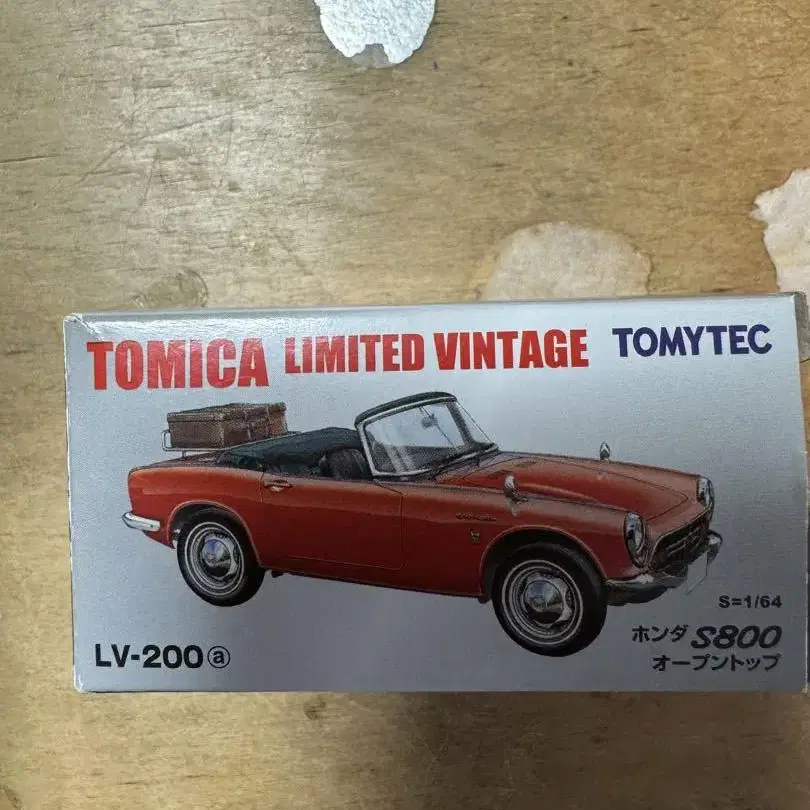 TOMICA LIMITED VINTAGE TOMYTEC
S=1/64
ホンダ S800
オープントップ
LV-200ⓐ